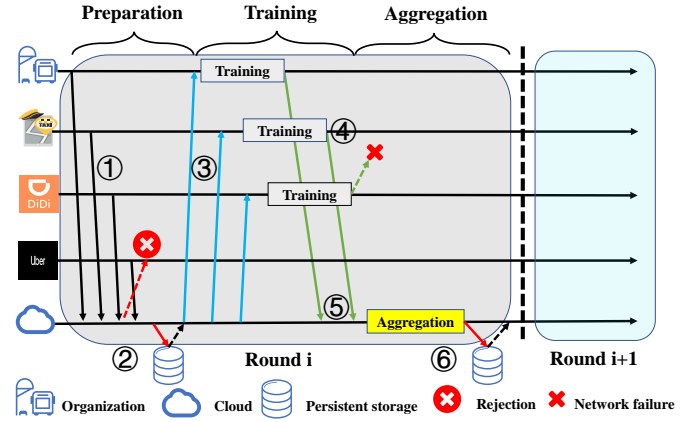 Preparation Training Aggregation
Training
TAXI
Training
④
① ③
DiDi
Training
Uber
⑤
Aggregation
② ⑥
Round i Round i+1
Organization Cloud Persistent storage Rejection Network failure